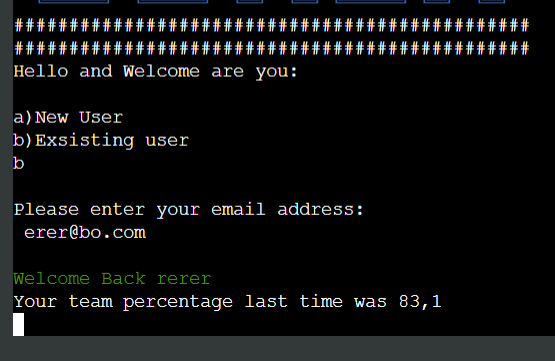 ###############################################
###############################################
Hello and Welcome are you:
a)New User
b)Exsisting user
b
Please enter your email address:
erer@bo.com
Welcome Back rerer
Your team percentage last time was 83,1